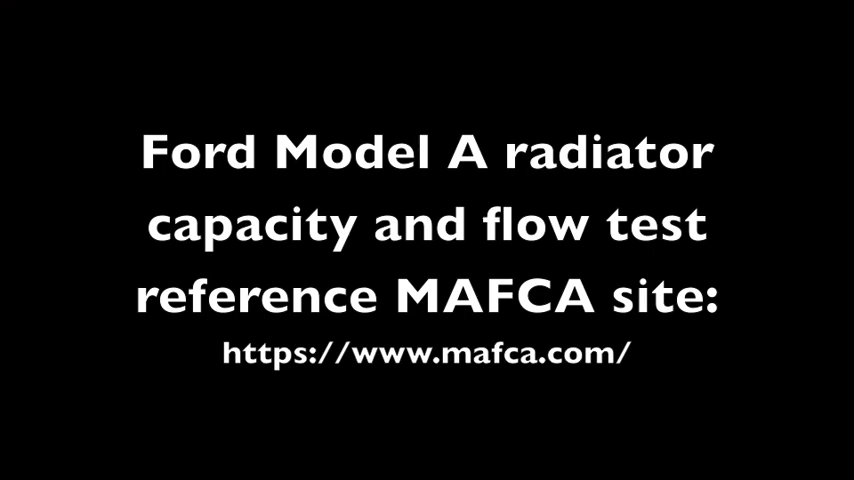 Ford Model A radiator
capacity and flow test
reference MAFCA site:
https://www.mafca.com/